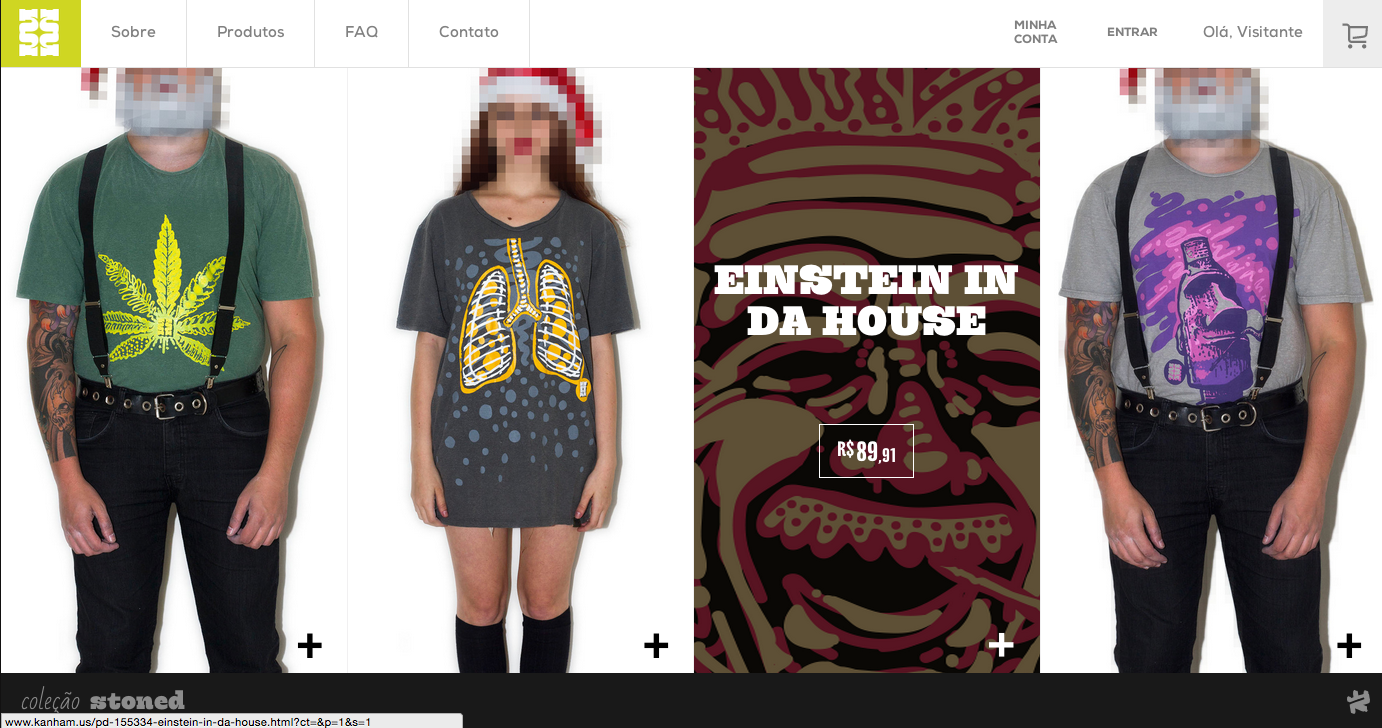 Sobre
Produtos
FAQ
Contato
MINHA
CONTA
ENTRAR
Olá, Visitante
EINSTEIN IN
DA HOUSE
R$89,91
coleção stoned
www.kanham.us/pd-155334-einstein-in-da-house.html?ct=&p=1&s=1